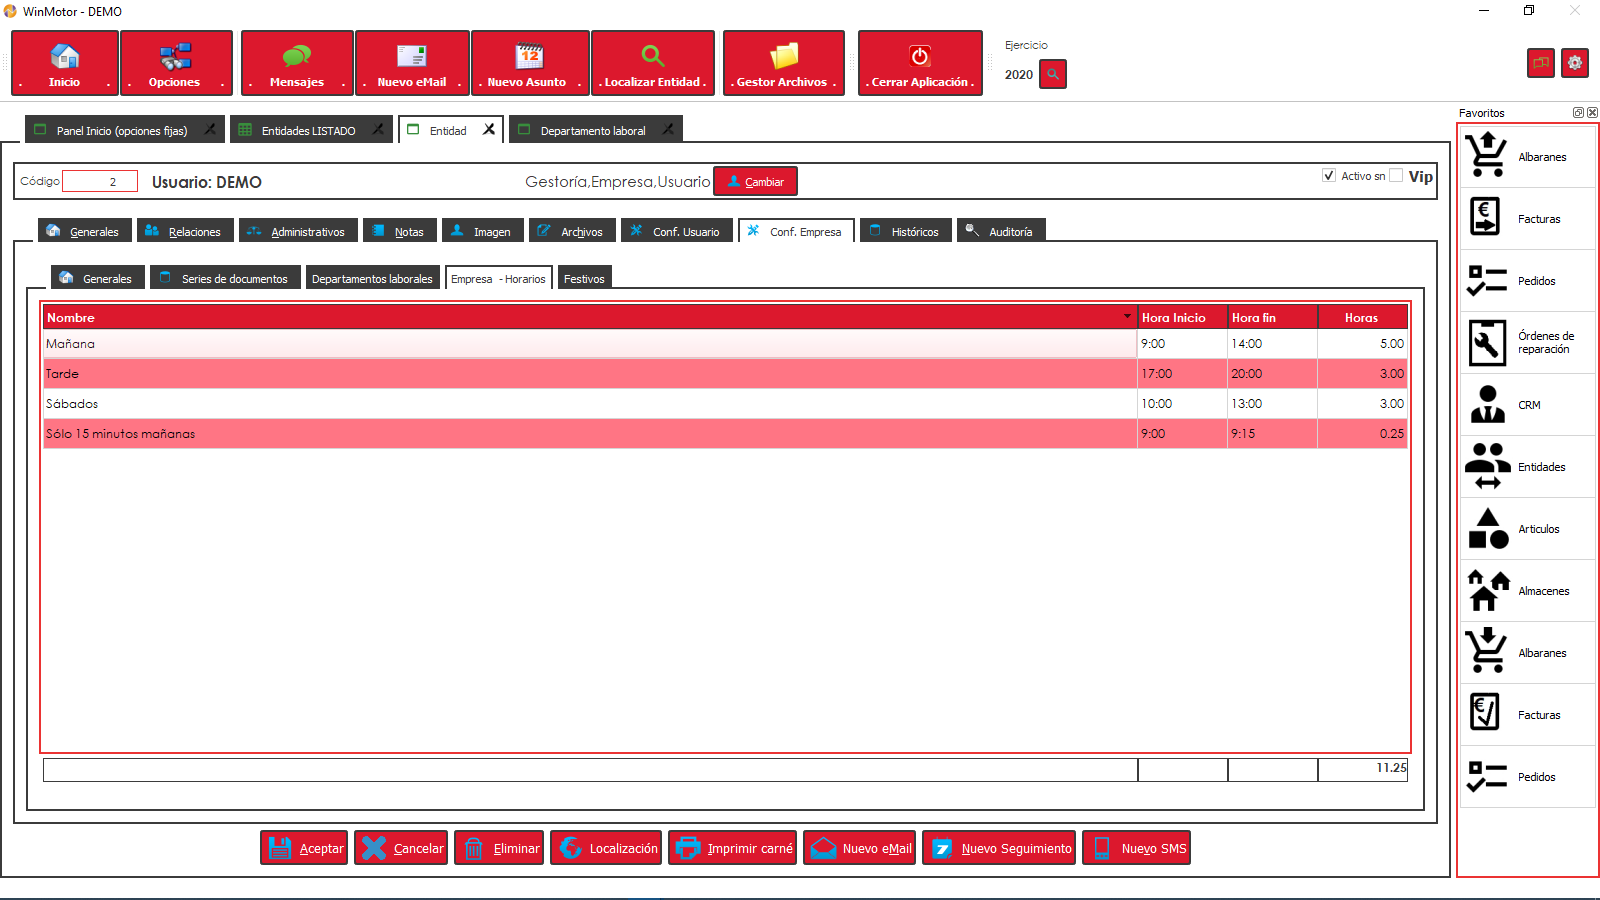 WinMotor - DEMO
. Inicio .
. Opciones .
. Mensajes .
. Nuevo eMail .
12
. Nuevo Asunto .
. Localizar Entidad .
. Gestor Archivos .
. Cerrar Aplicación .
Ejercicio
2020
Panel Inicio (opciones fijas)
Entidades LISTADO
Entidad
Departamento laboral
Código 2 Usuario: DEMO Gestoría,Empresa,Usuario Cambiar Activo sn Vip
Generales Relaciones Administrativos Notas Imagen Archivos Conf. Usuario Conf. Empresa Históricos Auditoría
Generales Series de documentos Departamentos laborales Empresa - Horarios Festivos
Nombre Hora Inicio Hora fin Horas
Mañana 9:00 14:00 5.00
Tarde 17:00 20:00 3.00
Sábados 10:00 13:00 3.00
Sólo 15 minutos mañanas 9:00 9:15 0.25
11.25
Aceptar Cancelar Eliminar Localización Imprimir carné Nuevo eMail 7 Nuevo Seguimiento Nuevo SMS
Favoritos
Albaranes
€
Facturas
Pedidos
Órdenes de
reparación
CRM
Entidades
Articulos
Almacenes
Albaranes
€
Facturas
Pedidos